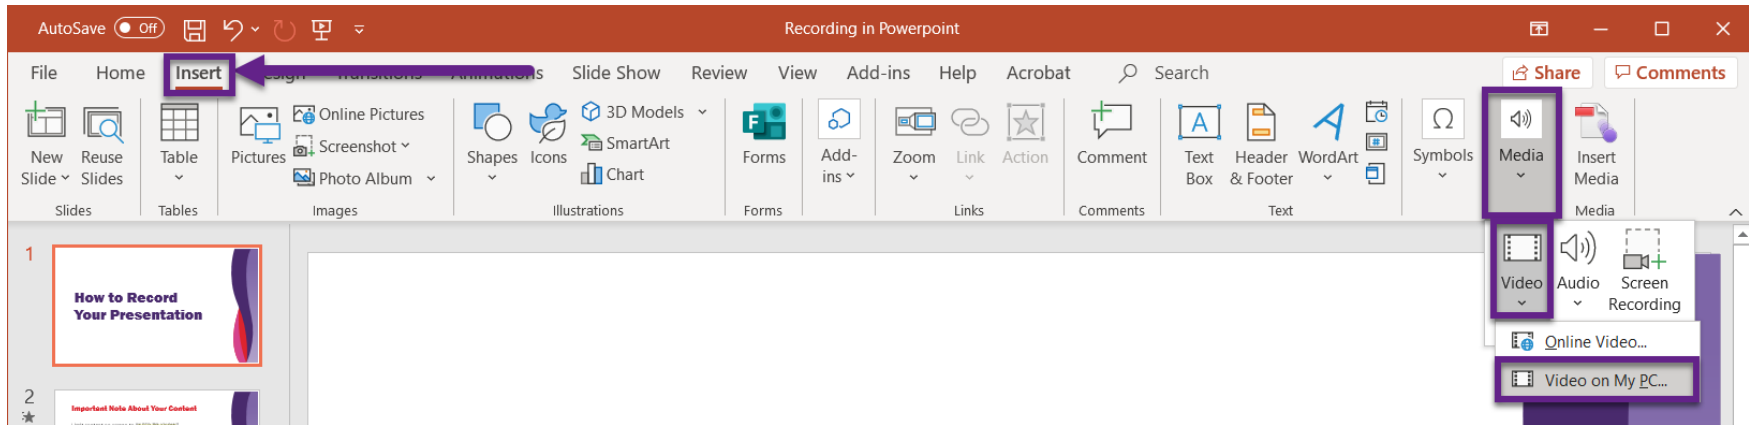 AutoSave Off Recording in Powerpoint
File Home Insert Slide Show Review View Add-ins Help Acrobat Search Share Comments
New Slide
Reuse Slides
Table
Pictures
Online Pictures
Screenshot
Photo Album
Shapes
Icons
3D Models
SmartArt
Chart
Forms
Add-ins
Zoom
Link
Action
Comment
Text Box
Header & Footer
WordArt
Symbols
Media
Insert Media
Slides Tables Images Illustrations Forms Links Comments Text Media
Video
Audio
Screen Recording
Online Video...
Video on My PC...
1
How to Record
Your Presentation
2
Important Note About Your Content